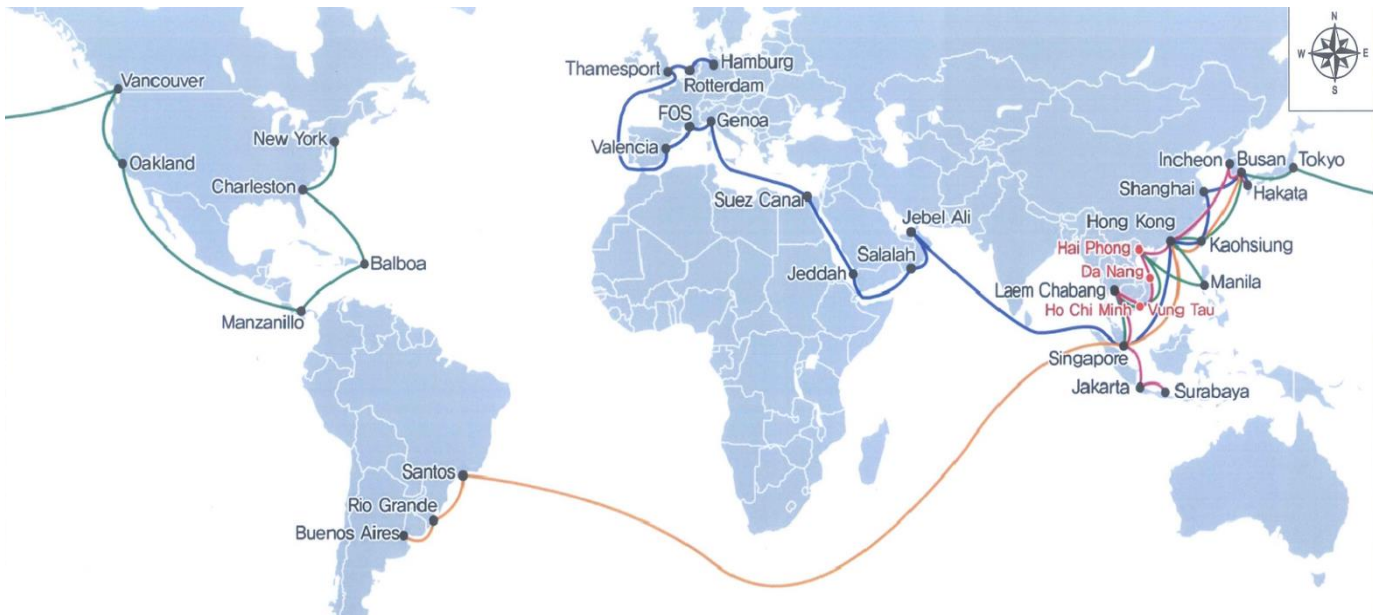 N
W
E
S
Vancouver
Oakland
New York
Charleston
Balboa
Manzanillo
Santos
Rio Grande
Buenos Aires
Thamesport
Hamburg
Rotterdam
FOS
Genoa
Valencia
Suez Canal
Jebel Ali
Salalah
Jeddah
Incheon
Busan
Tokyo
Shanghai
Hakata
Hong Kong
Kaohsiung
Hai Phong
Da Nang
Manila
Laem Chabang
Ho Chi Minh
Vung Tau
Singapore
Jakarta
Surabaya